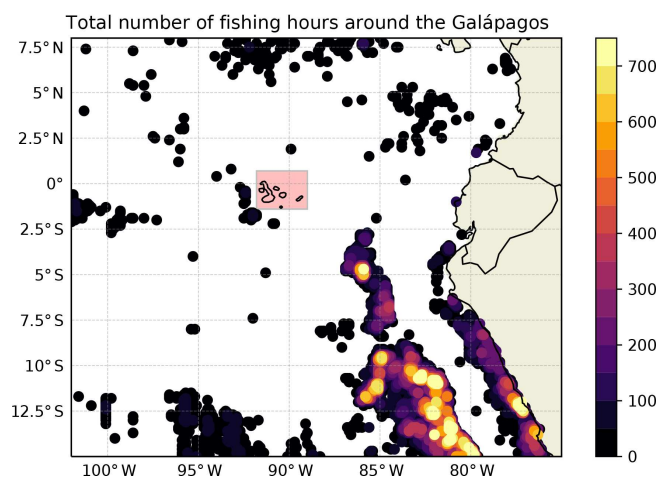 Total number of fishing hours around the Galápagos
7.5°N
5°N
2.5°N
0°
2.5°S
5°S
7.5°S
10°S
12.5°S
100°W 95°W 90°W 85°W 80°W
700
600
500
400
300
200
100
0